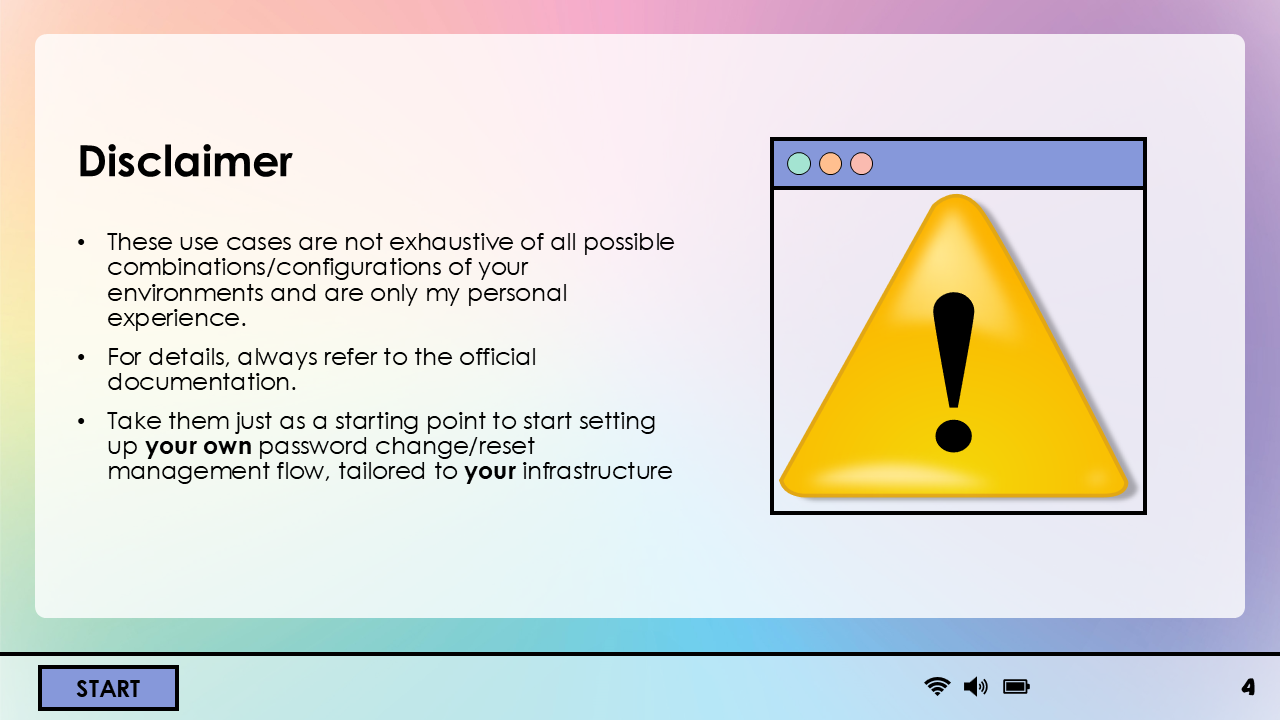 Disclaimer
• These use cases are not exhaustive of all possible
combinations/configurations of your
environments and are only my personal
experience.
• For details, always refer to the official
documentation.
• Take them just as a starting point to start setting
up your own password change/reset
management flow, tailored to your infrastructure
!
START
4